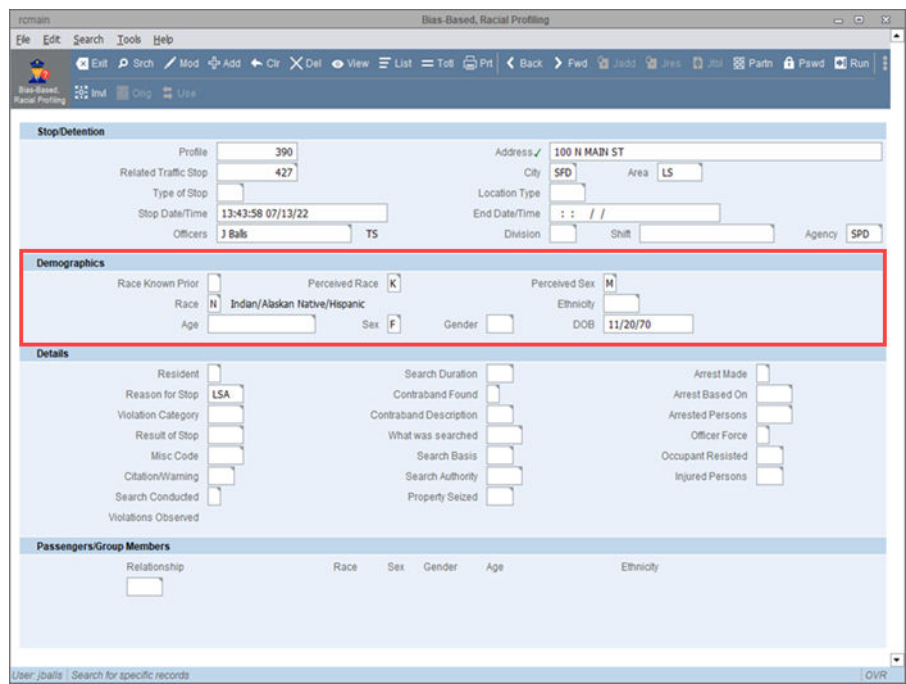 rcmain Bias-Based, Racial Profiling
File Edit Search Tools Help
Exit Srch Mod Add Clr Del View List Totl Prt Back Fwd Jadd Jres Jtbl Partn Pswd Run
Bias-Based, Racial Profiling Invl Ong Use
Stop/Detention
Profile 390 Address 100 N MAIN ST
Related Traffic Stop 427 City SFD Area LS
Type of Stop Location Type
Stop Date/Time 13:43:58 07/13/22 End Date/Time : : / /
Officers J Balls TS Division Shift Agency SPD
Demographics
Race Known Prior Perceived Race K Perceived Sex M
Race N Indian/Alaskan Native/Hispanic Ethnicity
Age Sex F Gender DOB 11/20/70
Details
Resident Search Duration Arrest Made
Reason for Stop LSA Contraband Found Arrest Based On
Violation Category Contraband Description Arrested Persons
Result of Stop What was searched Officer Force
Misc Code Search Basis Occupant Resisted
Citation/Warning Search Authority Injured Persons
Search Conducted Property Seized
Violations Observed
Passengers/Group Members
Relationship Race Sex Gender Age Ethnicity
User: jballs Search for specific records OVR